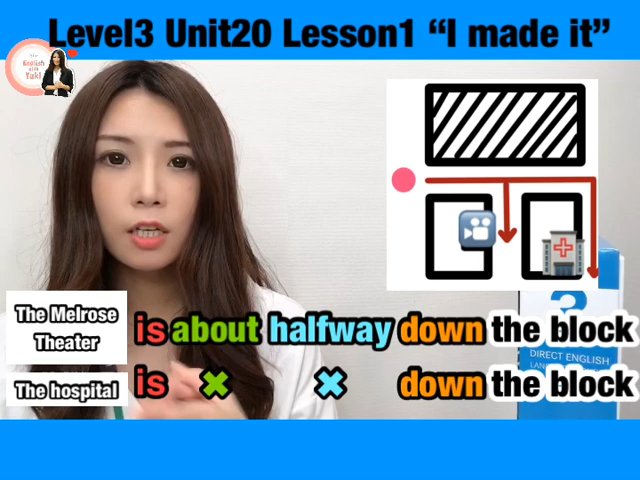 Level3 Unit20 Lesson1 “I made it”
English
with
Yuki
The Melrose
Theater
is about halfway down the block
The hospital
is × × down the block
3
DIRECT ENGLISH